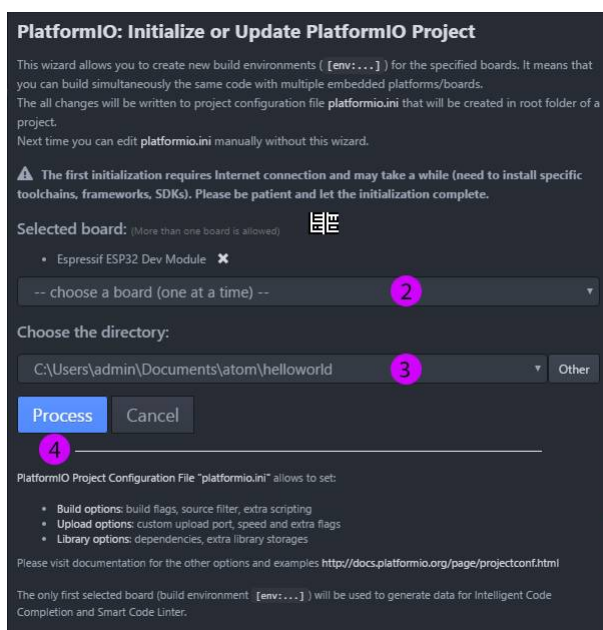 PlatformIO: Initialize or Update PlatformIO Project
This wizard allows you to create new build environments ( [env:...] ) for the specified boards. It means that
you can build simultaneously the same code with multiple embedded platforms/boards.
The all changes will be written to project configuration file platformio.ini that will be created in root folder of a
project.
Next time you can edit platformio.ini manually without this wizard.
The first initialization requires Internet connection and may take a while (need to install specific
toolchains, frameworks, SDKs). Please be patient and let the initialization complete.
Selected board: (More than one board is allowed)
• Espressif ESP32 Dev Module ✖
-- choose a board (one at a time) -- 2
Choose the directory:
C:\Users\admin\Documents\atom\helloworld 3 Other
Process Cancel
4
PlatformIO Project Configuration File "platformio.ini" allows to set:
• Build options: build flags, source filter, extra scripting
• Upload options: custom upload port, speed and extra flags
• Library options: dependencies, extra library storages
Please visit documentation for the other options and examples http://docs.platformio.org/page/projectconf.html
The only first selected board (build environment [env:...] ) will be used to generate data for Intelligent Code
Completion and Smart Code Linter.